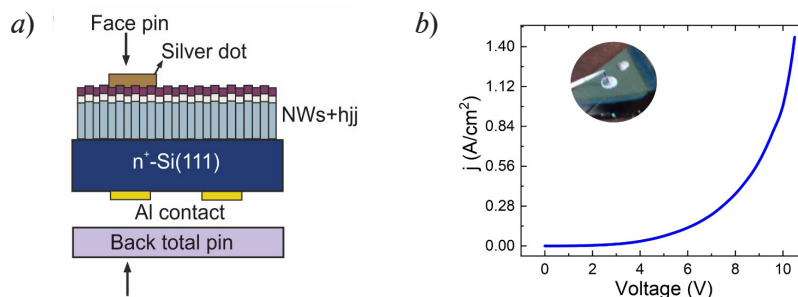 a)
Face pin
Silver dot
NWs+hjj
n⁺-Si(111)
Al contact
Back total pin
b)
j (A/cm²)
1.40
1.12
0.84
0.56
0.28
0.00
0 2 4 6 8 10
Voltage (V)